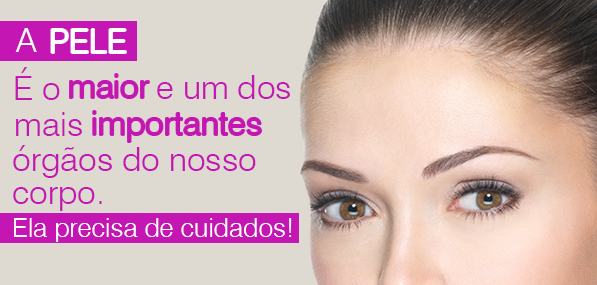 A PELE
É o maior e um dos
mais importantes
órgãos do nosso
corpo.
Ela precisa de cuidados!